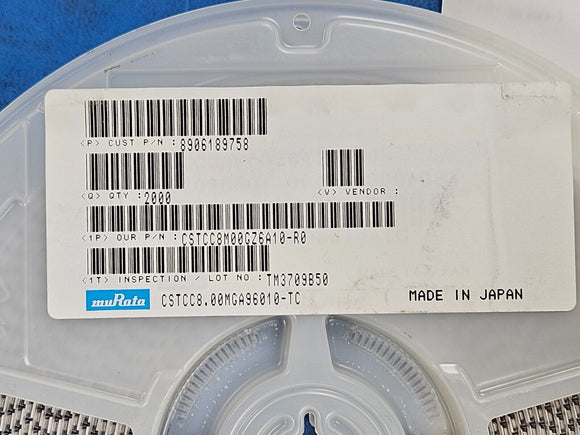 <P> CUST P/N : 8906189758
<Q> QTY : 2000
<V> VENDOR :
<1P> OUR P/N : CSTCC8M00GZ6A10-R0
<1T> INSPECTION / LOT NO : TM3709B50
muRata CSTCC8.00MGA96010-TC MADE IN JAPAN